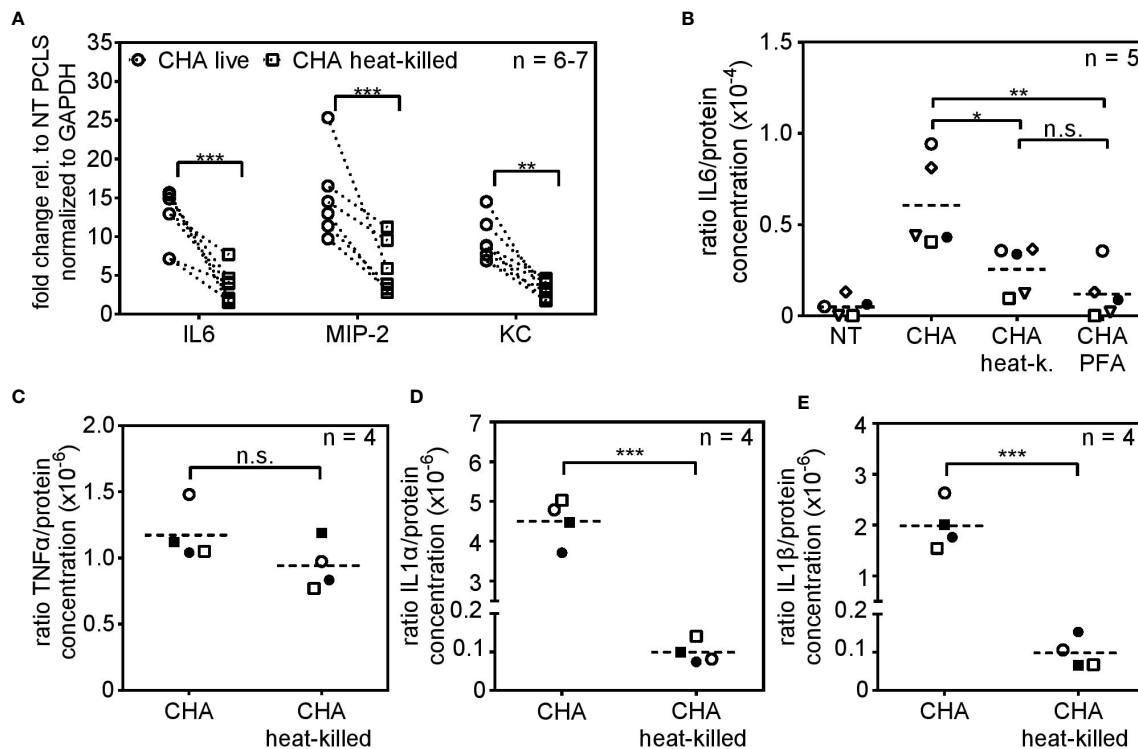 A
fold change rel. to NT PCLS
normalized to GAPDH
35
30
25
20
15
10
5
0
CHA live CHA heat-killed n = 6-7
***
***
**
IL6 MIP-2 KC
B
ratio IL6/protein
concentration (x10-4)
1.5
1.0
0.5
0
n = 5
**
*
n.s.
NT CHA CHA CHA
heat-k. PFA
C
ratio TNFα/protein
concentration (x10-6)
2.0
1.5
1.0
0.5
0
n = 4
n.s.
CHA CHA
heat-killed
D
ratio IL1α/protein
concentration (x10-6)
7
6
5
4
3
2
0.2
0.1
0
n = 4
***
CHA CHA
heat-killed
E
ratio IL1β/protein
concentration (x10-6)
4
3
2
1
0.2
0.1
0
n = 4
***
CHA CHA
heat-killed